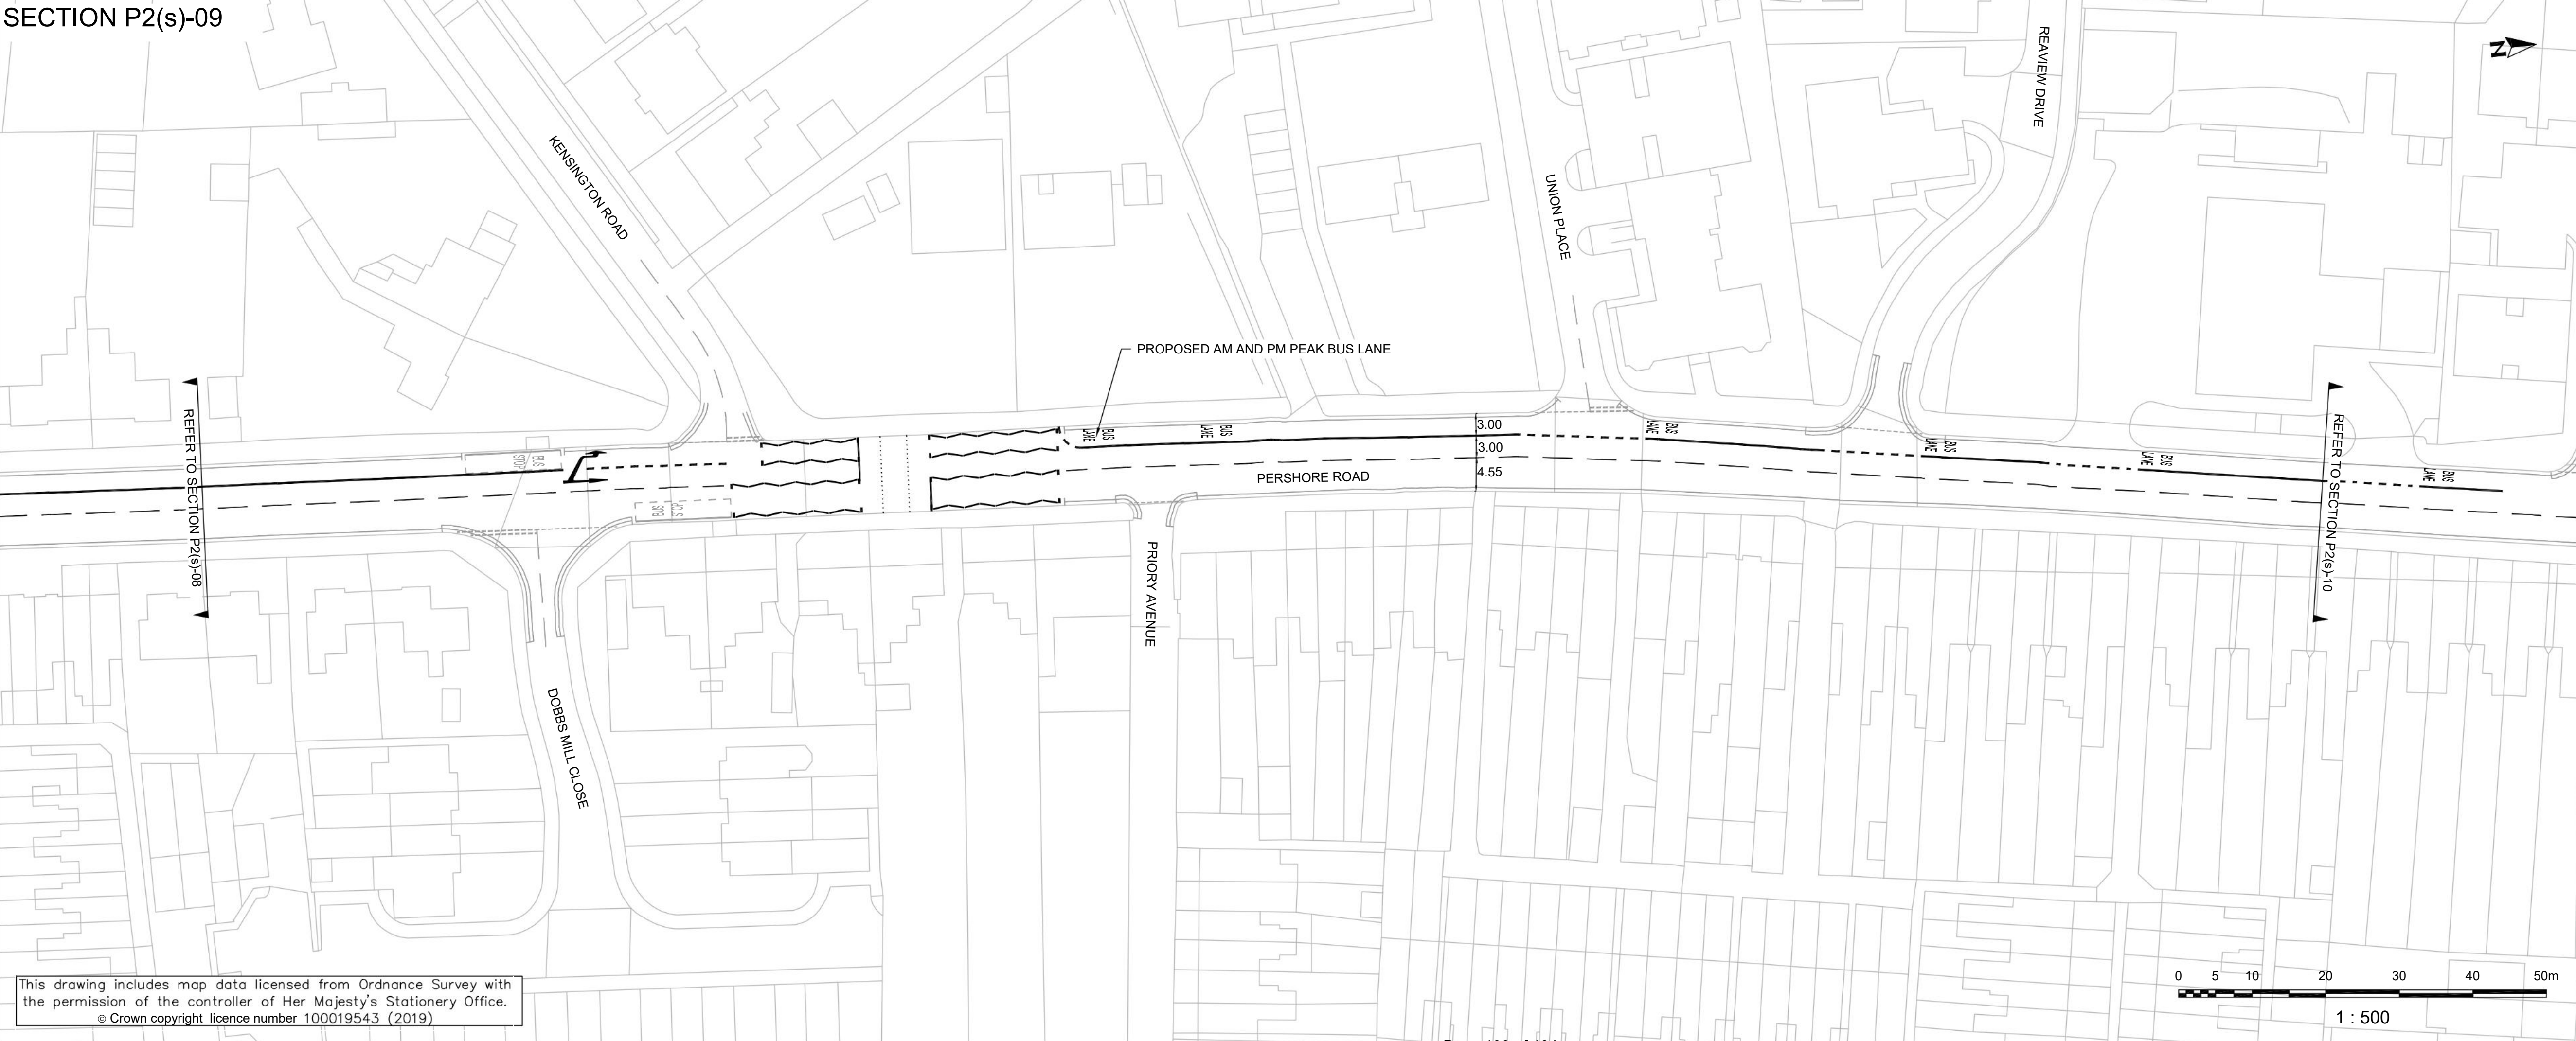 SECTION P2(s)-09
N
REAVIEW DRIVE
KENSINGTON ROAD
UNION PLACE
PROPOSED AM AND PM PEAK BUS LANE
REFER TO SECTION P2(s)-08
REFER TO SECTION P2(s)-10
BUS
STOP
BUS
LANE
BUS
LANE
3.00
3.00
4.55
BUS
LANE
BUS
LANE
BUS
LANE
BUS
LANE
PERSHORE ROAD
BUS
STOP
PRIORY AVENUE
DOBBS MILL CLOSE
This drawing includes map data licensed from Ordnance Survey with
the permission of the controller of Her Majesty's Stationery Office.
© Crown copyright licence number 100019543 (2019)
0 5 10 20 30 40 50m
1 : 500